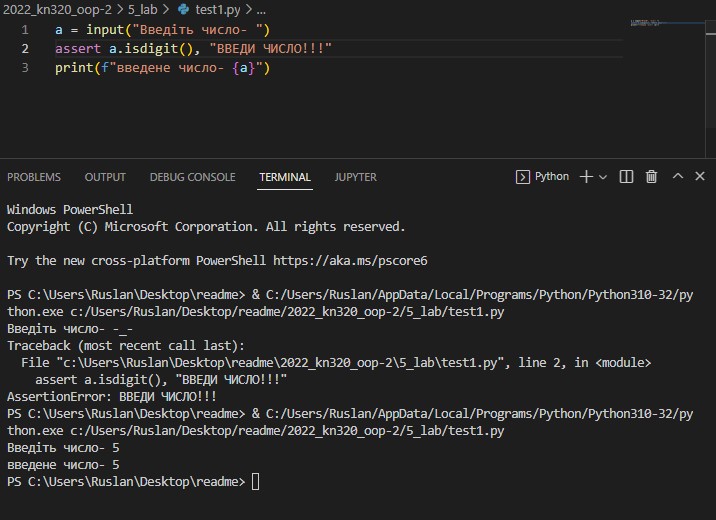 2022_kn320_oop-2 > 5_lab > test1.py > ...
1 a = input("Введіть число- ")
2 assert a.isdigit(), "ВВЕДИ ЧИСЛО!!!"
3 print(f"введене число- {a}")
PROBLEMS OUTPUT DEBUG CONSOLE TERMINAL JUPYTER Python
Windows PowerShell
Copyright (C) Microsoft Corporation. All rights reserved.
Try the new cross-platform PowerShell https://aka.ms/pscore6
PS C:\Users\Ruslan\Desktop\readme> & C:/Users/Ruslan/AppData/Local/Programs/Python/Python310-32/py
thon.exe c:/Users/Ruslan/Desktop/readme/2022_kn320_oop-2/5_lab/test1.py
Введіть число- -_-
Traceback (most recent call last):
File "c:\Users\Ruslan\Desktop\readme\2022_kn320_oop-2\5_lab\test1.py", line 2, in <module>
assert a.isdigit(), "ВВЕДИ ЧИСЛО!!!"
AssertionError: ВВЕДИ ЧИСЛО!!!
PS C:\Users\Ruslan\Desktop\readme> & C:/Users/Ruslan/AppData/Local/Programs/Python/Python310-32/py
thon.exe c:/Users/Ruslan/Desktop/readme/2022_kn320_oop-2/5_lab/test1.py
Введіть число- 5
введене число- 5
PS C:\Users\Ruslan\Desktop\readme>